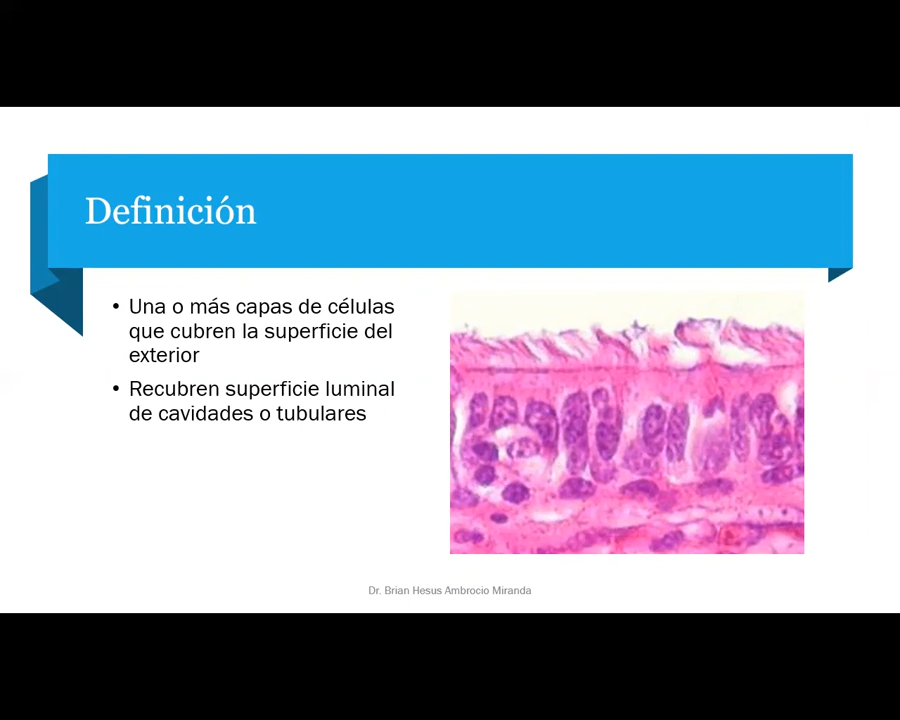 Definición
• Una o más capas de células
que cubren la superficie del
exterior
• Recubren superficie luminal
de cavidades o tubulares
Dr. Brian Hesus Ambrocio Miranda